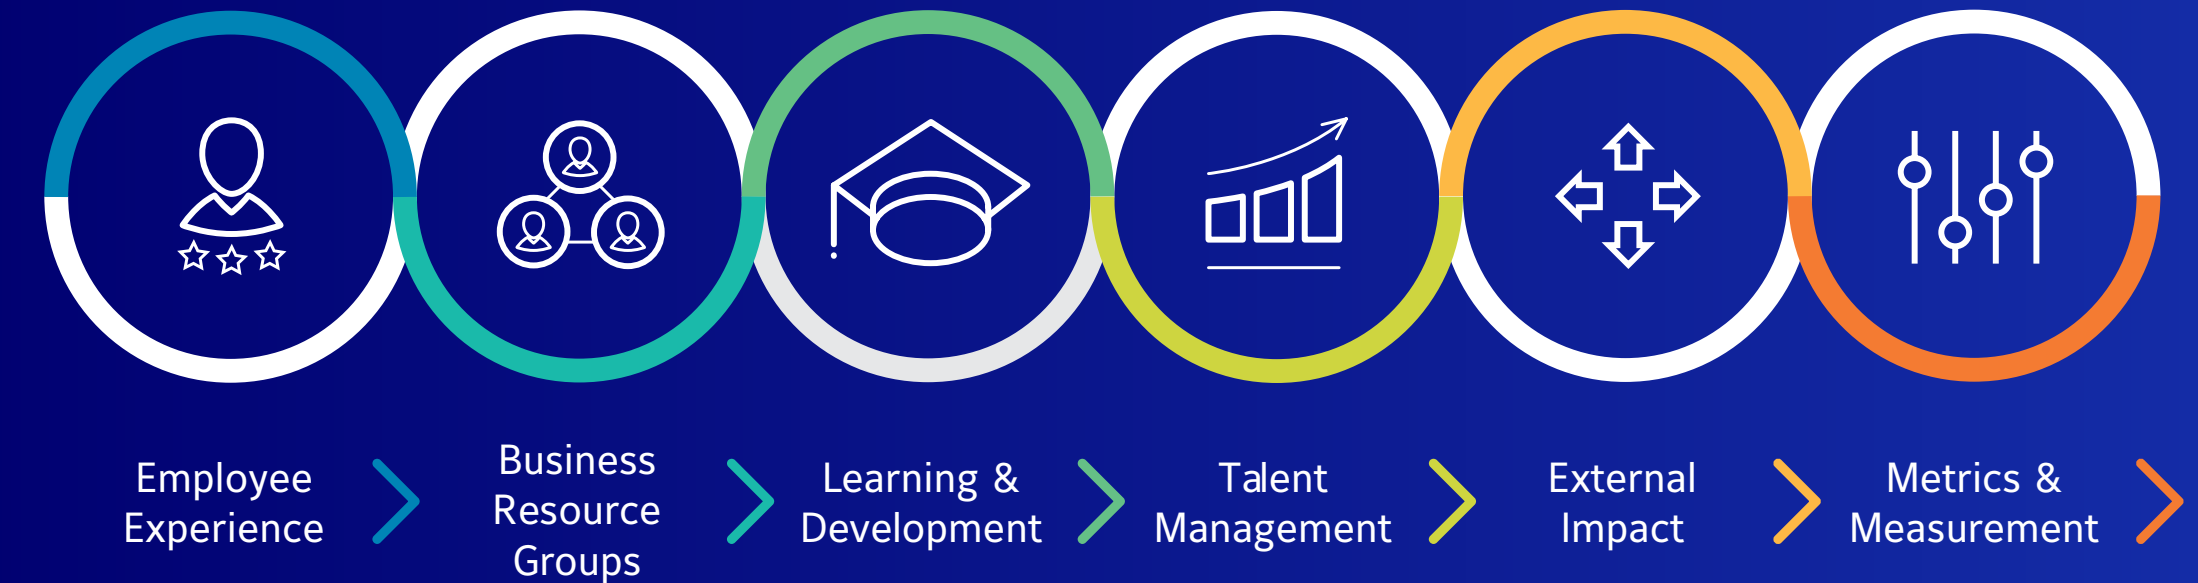 Employee
Experience
Business
Resource
Groups
Learning &
Development
Talent
Management
External
Impact
Metrics &
Measurement